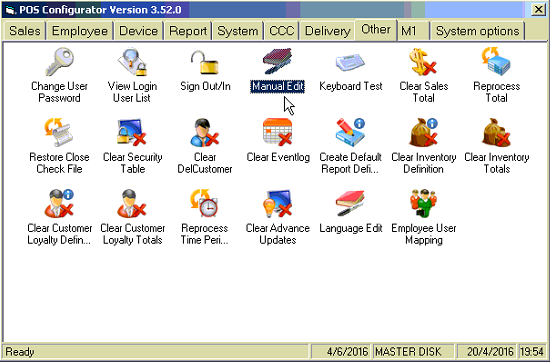 POS Configurator Version 3.52.0
Sales Employee Device Report System CCC Delivery Other M1 System options
Change User Password
View Login User List
Sign Out/In
Manual Edit
Keyboard Test
Clear Sales Total
Reprocess Total
Restore Close Check File
Clear Security Table
Clear DelCustomer
Clear Eventlog
Create Default Report Defi...
Clear Inventory Definition
Clear Inventory Totals
Clear Customer Loyalty Defin...
Clear Customer Loyalty Totals
Reprocess Time Peri...
Clear Advance Updates
Language Edit
Employee User Mapping
Ready 4/6/2016 MASTER DISK 20/4/2016 19:54